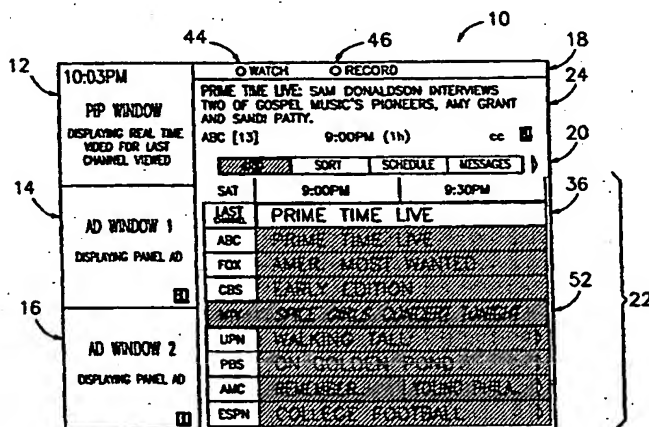 44
46
10
12
18
10:03PM
O WATCH
O RECORD
24
PIP WINDOW
DISPLAYING REAL TIME
VIDEO FOR LAST
CHANNEL VIEWED
PRIME TIME LIVE: SAM DONALDSON INTERVIEWS
TWO OF GOSPEL MUSIC'S PIONEERS, AMY GRANT
AND SANDI PATTY.
ABC [13]
9:00PM (1h)
cc
20
SORT
SCHEDULE
MESSAGES
14
SAT
9:00PM
9:30PM
36
AD WINDOW 1
DISPLAYING PANEL AD
LAST
CHANNEL
PRIME TIME LIVE
ABC
PRIME TIME LIVE
FOX
AMER. MOST WANTED
CBS
EARLY EDITION
52
22
16
MTV
SPICE GIRLS CONCERT TONIGHT
AD WINDOW 2
DISPLAYING PANEL AD
UPN
WALKING TALL
PBS
ON GOLDEN POND
AMC
REMEMBER..
YOUNG PHILA..
ESPN
COLLEGE FOOTBALL